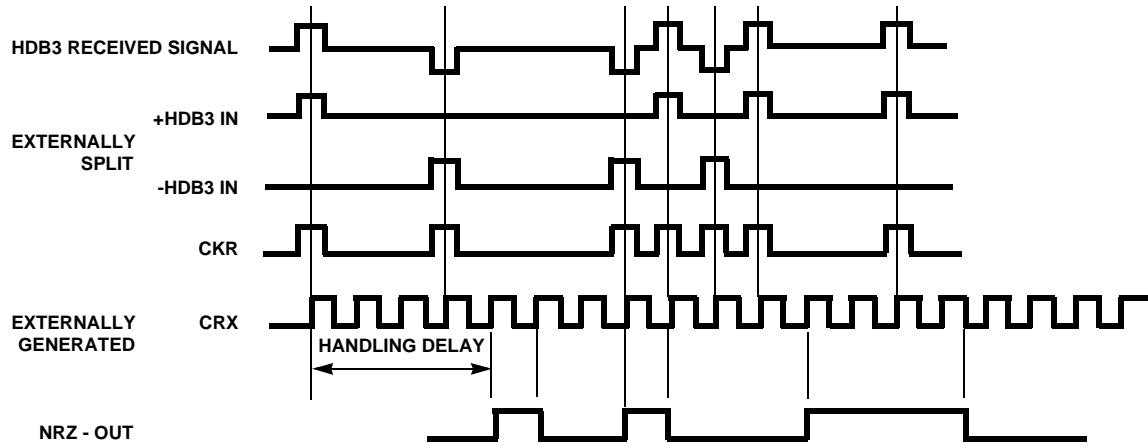 HDB3 RECEIVED SIGNAL
+HDB3 IN
EXTERNALLY
SPLIT
-HDB3 IN
CKR
EXTERNALLY
GENERATED
CRX
HANDLING DELAY
NRZ - OUT